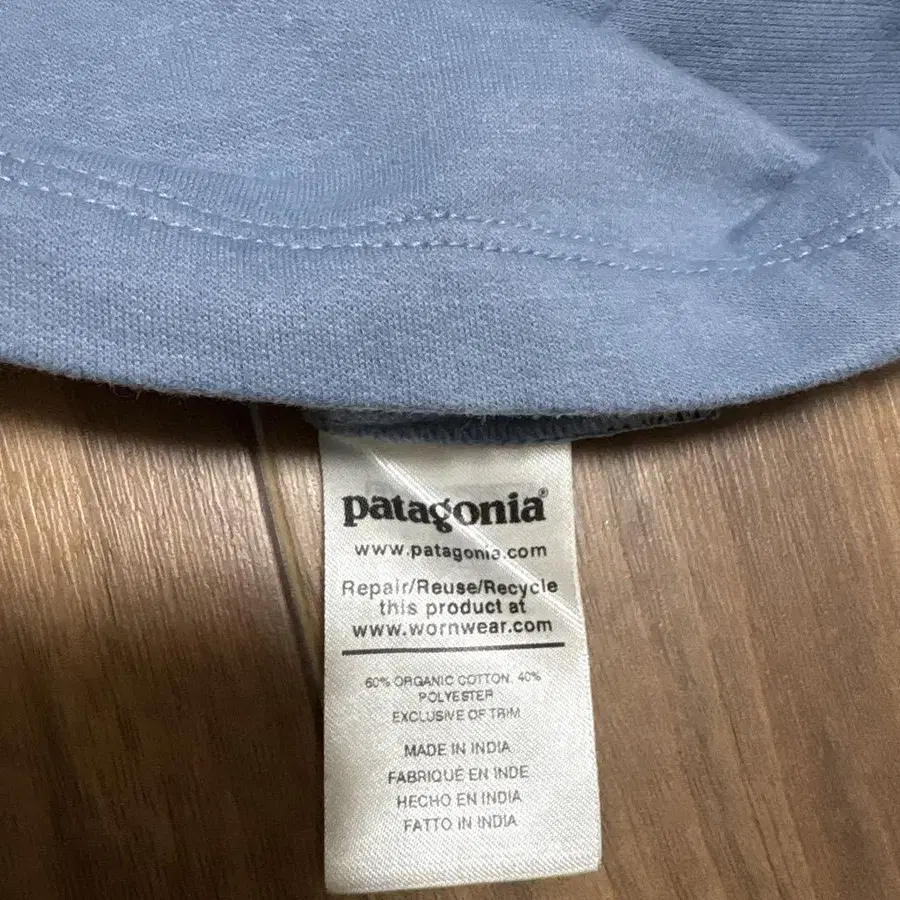 patagonia®
www.patagonia.com
Repair/Reuse/Recycle
this product at
www.wornwear.com
60% ORGANIC COTTON, 40%
POLYESTER
EXCLUSIVE OF TRIM
MADE IN INDIA
FABRIQUÉ EN INDE
HECHO EN INDIA
FATTO IN INDIA